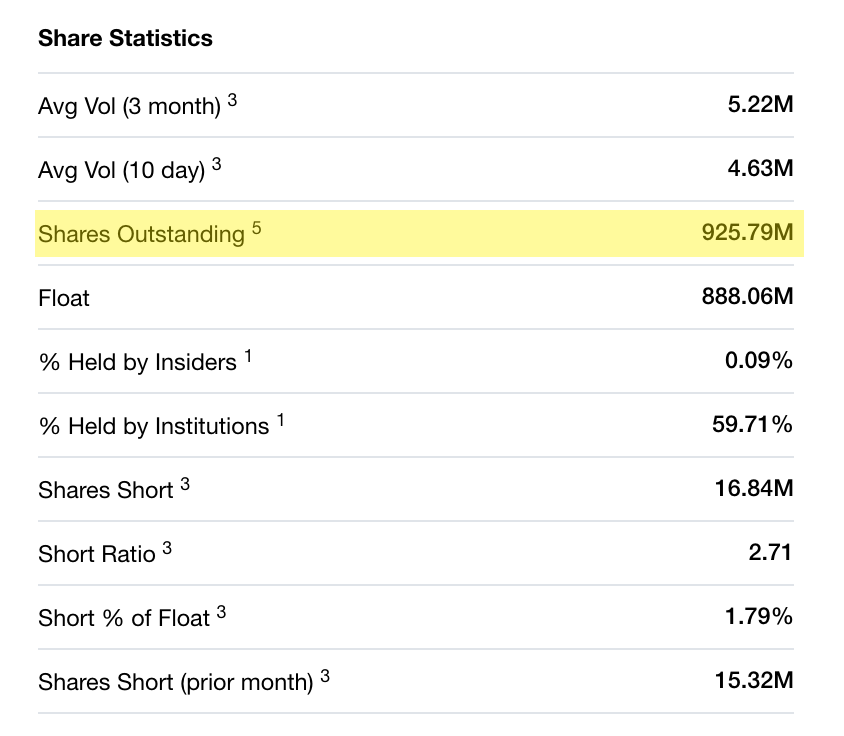 Share Statistics
Avg Vol (3 month) 3 5.22M
Avg Vol (10 day) 3 4.63M
Shares Outstanding 5 925.79M
Float 888.06M
% Held by Insiders 1 0.09%
% Held by Institutions 1 59.71%
Shares Short 3 16.84M
Short Ratio 3 2.71
Short % of Float 3 1.79%
Shares Short (prior month) 3 15.32M